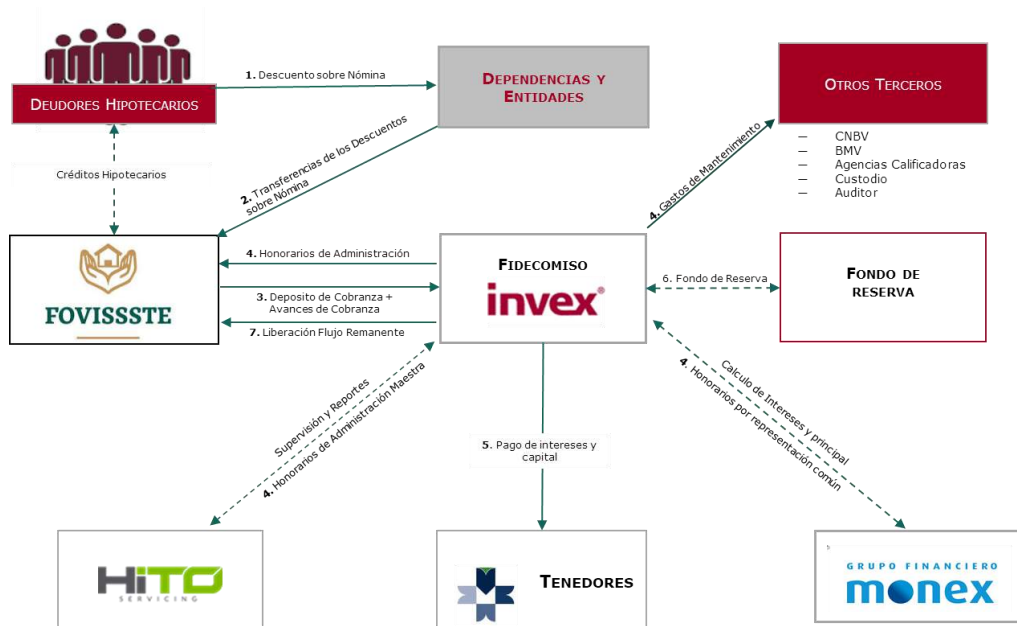 DEUDORES HIPOTECARIOS
1. Descuento sobre Nómina
DEPENDENCIAS Y
ENTIDADES
OTROS TERCEROS
– CNBV
– BMV
– Agencias Calificadoras
– Custodio
– Auditor
Créditos Hipotecarios
2. Transferencias de los Descuentos
sobre Nómina
4. Gastos de Mantenimiento
FOVISSSTE
4. Honorarios de Administración
3. Deposito de Cobranza +
Avances de Cobranza
7. Liberación Flujo Remanente
FIDECOMISO
invex®
6. Fondo de Reserva
FONDO DE
RESERVA
Supervisión y Reportes
4. Honorarios de Administración Maestra
5. Pago de intereses y
capital
Calculo de Intereses y principal
4. Honorarios por representación común
HiTO
SERVICING
TENEDORES
GRUPO FINANCIERO
monex